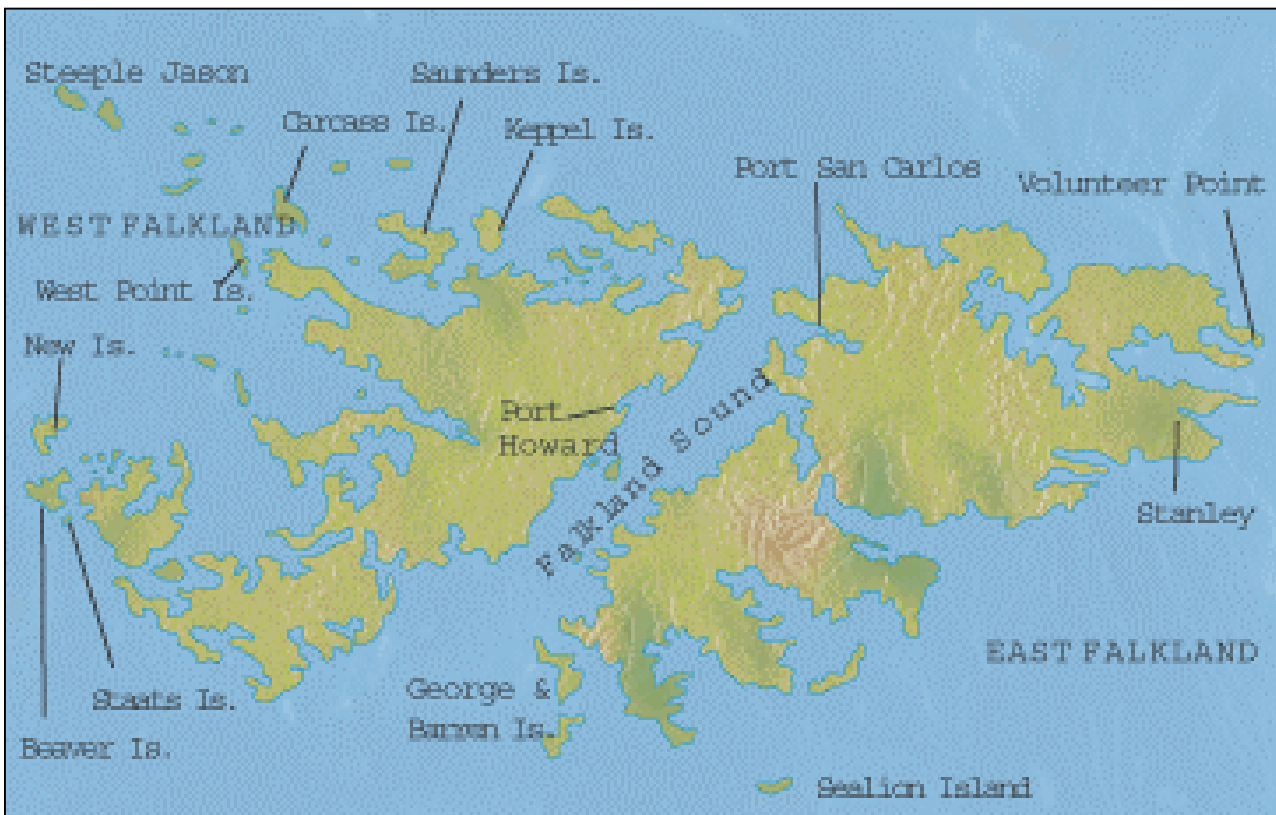 Steeple Jason
Saunders Is.
Carcass Is.
Keppel Is.
Port San Carlos
Volunteer Point
WEST FALKLAND
West Point Is.
New Is.
Port
Howard
Falkland Sound
Stanley
EAST FALKLAND
Staats Is.
George &
Barren Is.
Beaver Is.
Sealion Island